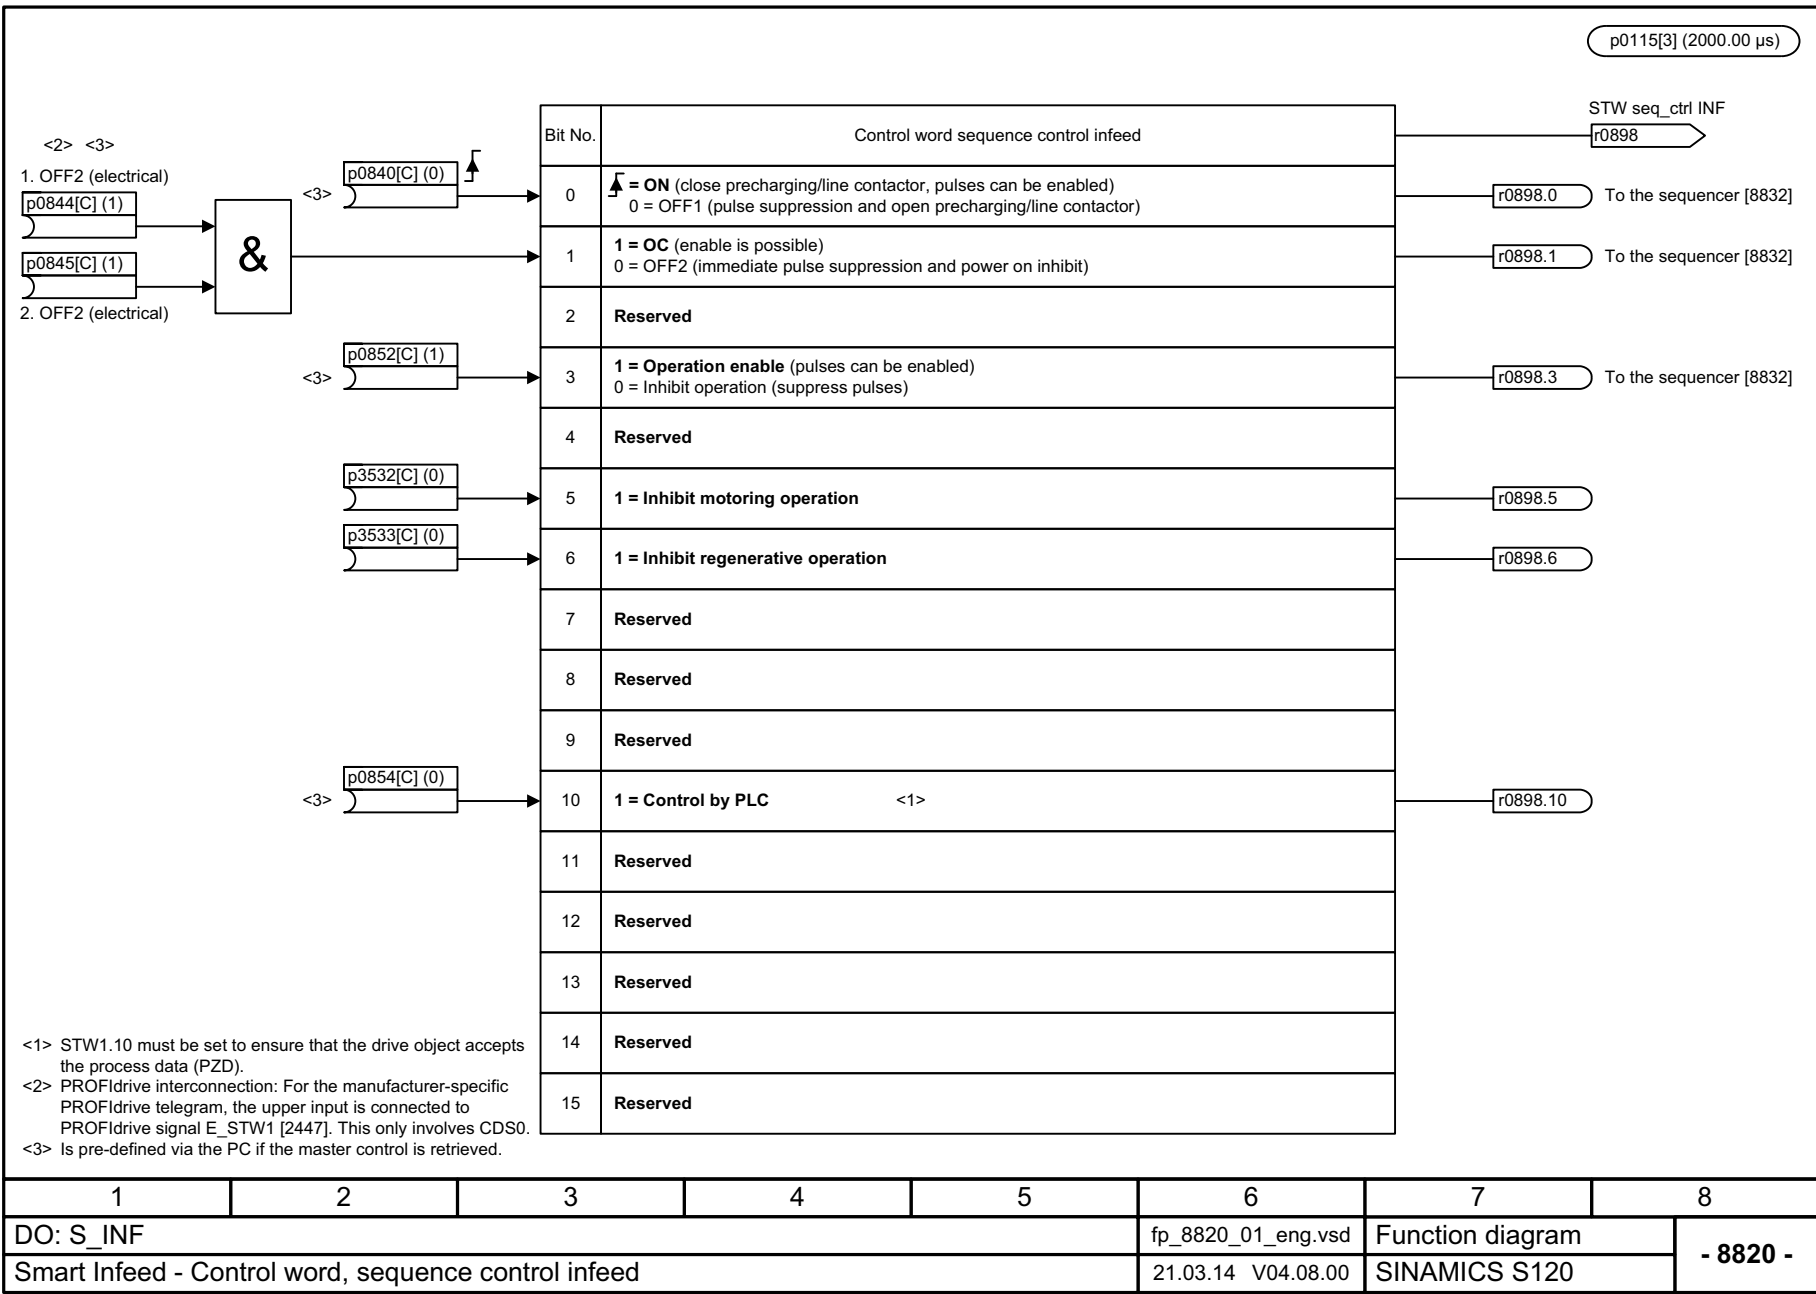 p0115[3] (2000.00 µs)
STW seq_ctrl INF
r0898
Bit No.
Control word sequence control infeed
<2> <3>
1. OFF2 (electrical)
p0844[C] (1)
&
p0845[C] (1)
2. OFF2 (electrical)
<3>
p0840[C] (0)
0
= ON (close precharging/line contactor, pulses can be enabled)
0 = OFF1 (pulse suppression and open precharging/line contactor)
r0898.0
To the sequencer [8832]
1
1 = OC (enable is possible)
0 = OFF2 (immediate pulse suppression and power on inhibit)
r0898.1
To the sequencer [8832]
2
Reserved
<3>
p0852[C] (1)
3
1 = Operation enable (pulses can be enabled)
0 = Inhibit operation (suppress pulses)
r0898.3
To the sequencer [8832]
4
Reserved
p3532[C] (0)
5
1 = Inhibit motoring operation
r0898.5
p3533[C] (0)
6
1 = Inhibit regenerative operation
r0898.6
7
Reserved
8
Reserved
9
Reserved
<3>
p0854[C] (0)
10
1 = Control by PLC <1>
r0898.10
11
Reserved
12
Reserved
13
Reserved
14
Reserved
15
Reserved
<1> STW1.10 must be set to ensure that the drive object accepts
the process data (PZD).
<2> PROFIdrive interconnection: For the manufacturer-specific
PROFIdrive telegram, the upper input is connected to
PROFIdrive signal E_STW1 [2447]. This only involves CDS0.
<3> Is pre-defined via the PC if the master control is retrieved.
1 2 3 4 5 6 7 8
DO: S_INF
fp_8820_01_eng.vsd
Function diagram
- 8820 -
Smart Infeed - Control word, sequence control infeed
21.03.14 V04.08.00
SINAMICS S120